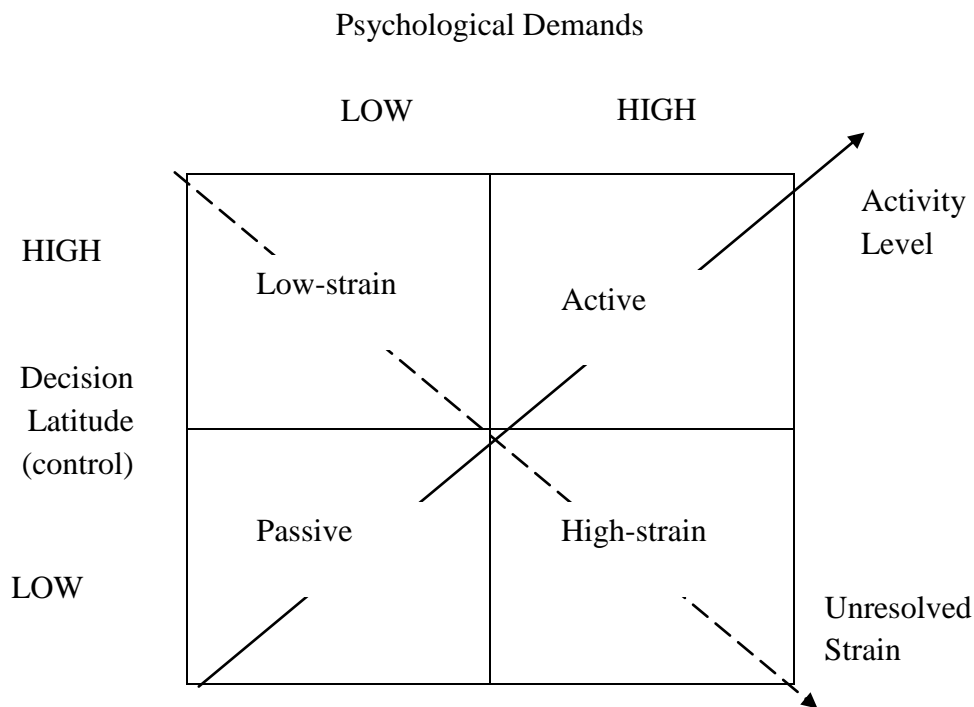 Psychological Demands
LOW
HIGH
Activity
Level
HIGH
Low-strain
Active
Decision
Latitude
(control)
Passive
High-strain
LOW
Unresolved
Strain